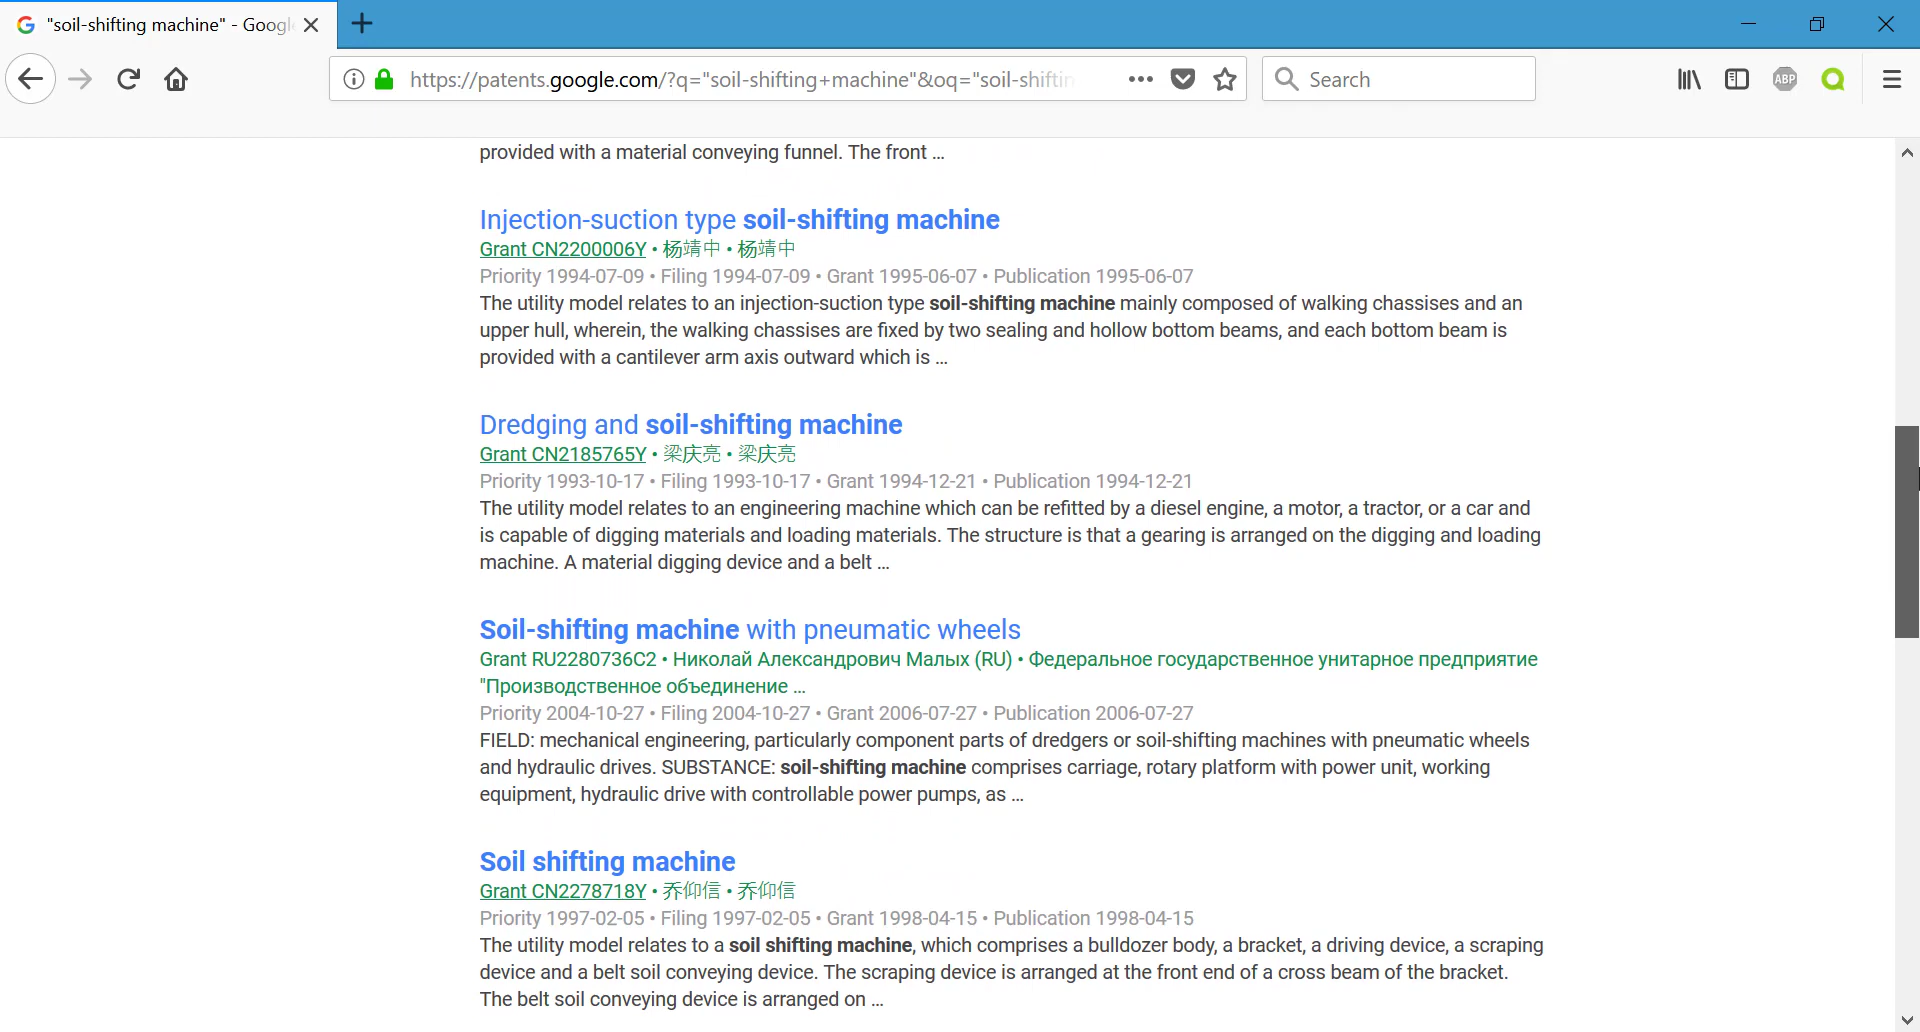 "soil-shifting machine" - Google
https://patents.google.com/?q="soil-shifting+machine"&oq="soil-shiftin
Search
ABP
provided with a material conveying funnel. The front ...
Injection-suction type soil-shifting machine
Grant CN2200006Y • 杨靖中 • 杨靖中
Priority 1994-07-09 • Filing 1994-07-09 • Grant 1995-06-07 • Publication 1995-06-07
The utility model relates to an injection-suction type soil-shifting machine mainly composed of walking chassises and an
upper hull, wherein, the walking chassises are fixed by two sealing and hollow bottom beams, and each bottom beam is
provided with a cantilever arm axis outward which is ...
Dredging and soil-shifting machine
Grant CN2185765Y • 梁庆亮 • 梁庆亮
Priority 1993-10-17 • Filing 1993-10-17 • Grant 1994-12-21 • Publication 1994-12-21
The utility model relates to an engineering machine which can be refitted by a diesel engine, a motor, a tractor, or a car and
is capable of digging materials and loading materials. The structure is that a gearing is arranged on the digging and loading
machine. A material digging device and a belt ...
Soil-shifting machine with pneumatic wheels
Grant RU2280736C2 • Николай Александрович Малых (RU) • Федеральное государственное унитарное предприятие
"Производственное объединение ...
Priority 2004-10-27 • Filing 2004-10-27 • Grant 2006-07-27 • Publication 2006-07-27
FIELD: mechanical engineering, particularly component parts of dredgers or soil-shifting machines with pneumatic wheels
and hydraulic drives. SUBSTANCE: soil-shifting machine comprises carriage, rotary platform with power unit, working
equipment, hydraulic drive with controllable power pumps, as ...
Soil shifting machine
Grant CN2278718Y • 乔仰信 • 乔仰信
Priority 1997-02-05 • Filing 1997-02-05 • Grant 1998-04-15 • Publication 1998-04-15
The utility model relates to a soil shifting machine, which comprises a bulldozer body, a bracket, a driving device, a scraping
device and a belt soil conveying device. The scraping device is arranged at the front end of a cross beam of the bracket.
The belt soil conveying device is arranged on ...